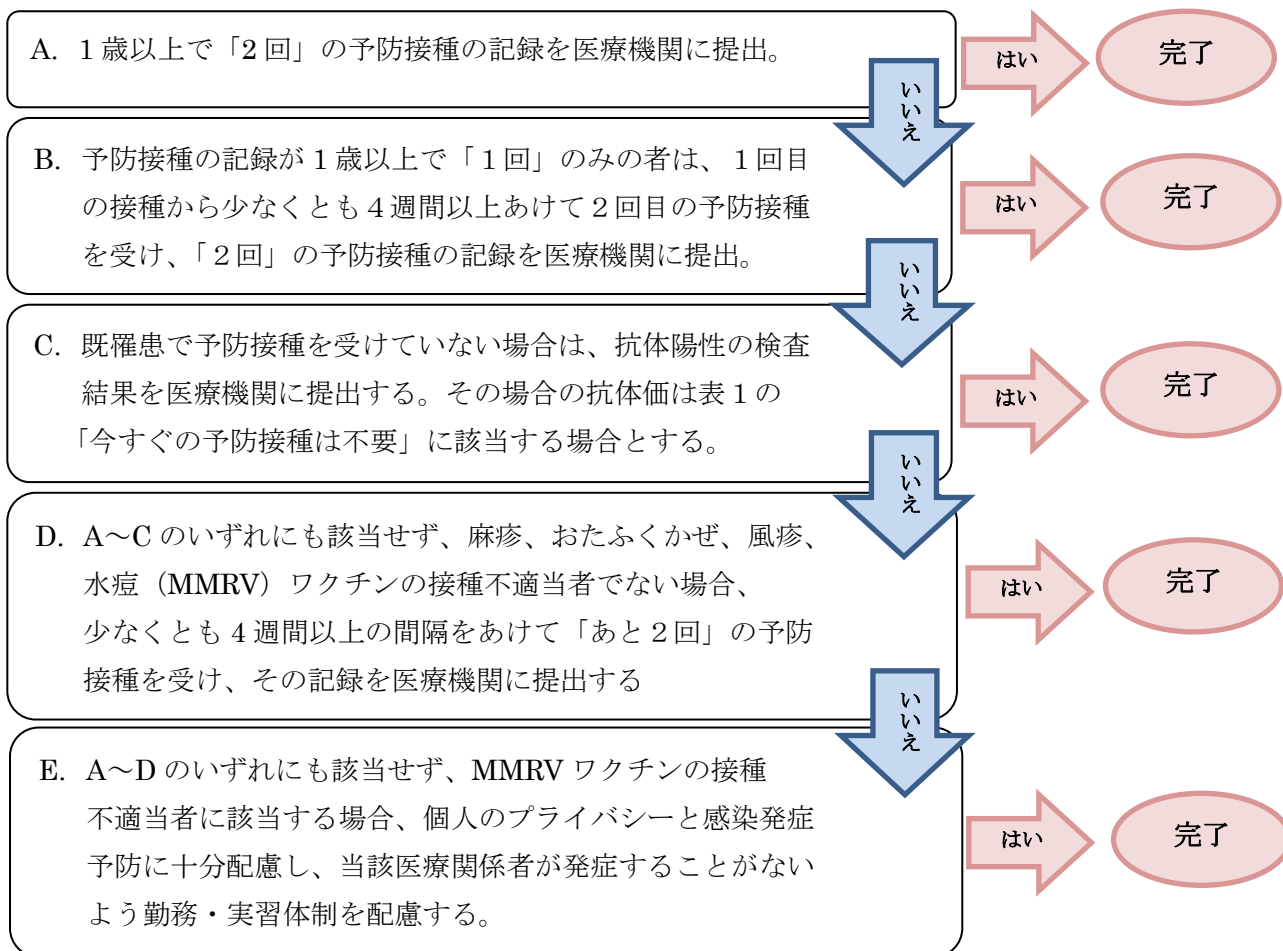 A. 1歳以上で「2回」の予防接種の記録を医療機関に提出。
はい
完了
いいえ
B. 予防接種の記録が1歳以上で「1回」のみの者は、1回目
の接種から少なくとも4週間以上あけて2回目の予防接種
を受け、「2回」の予防接種の記録を医療機関に提出。
はい
完了
いいえ
C. 既罹患で予防接種を受けていない場合は、抗体陽性の検査
結果を医療機関に提出する。その場合の抗体価は表1の
「今すぐの予防接種は不要」に該当する場合とする。
はい
完了
いいえ
D. A~Cのいずれにも該当せず、麻疹、おたふくかぜ、風疹、
水痘（MMRV）ワクチンの接種不適当者でない場合、
少なくとも4週間以上の間隔をあけて「あと2回」の予防
接種を受け、その記録を医療機関に提出する
はい
完了
いいえ
E. A~Dのいずれにも該当せず、MMRVワクチンの接種
不適当者に該当する場合、個人のプライバシーと感染発症
予防に十分配慮し、当該医療関係者が発症することがない
よう勤務・実習体制を配慮する。
はい
完了